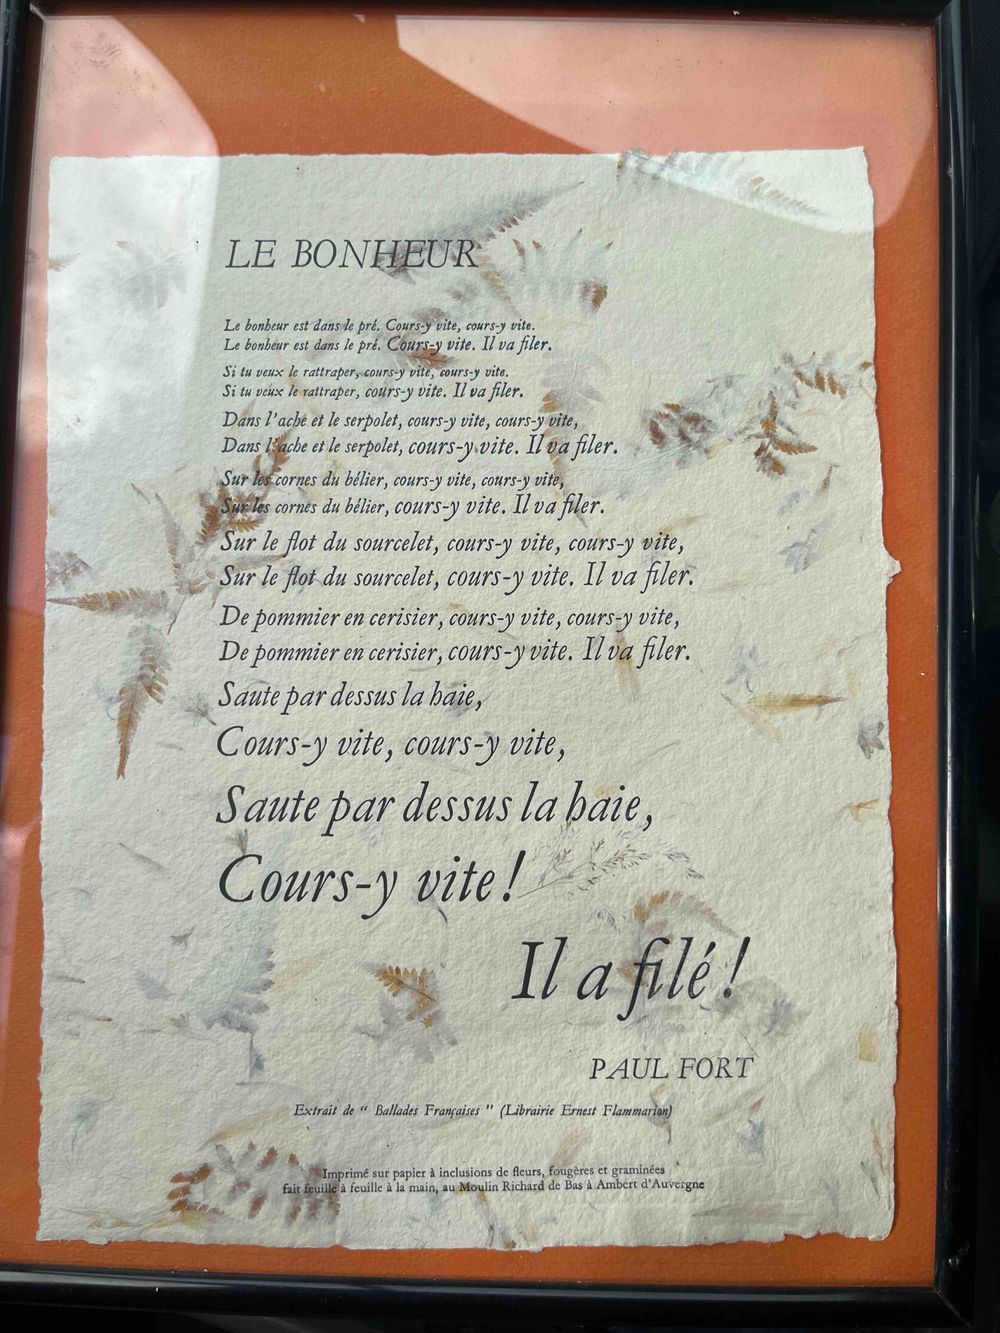 LE BONHEUR
Le bonheur est dans le pré. Cours-y vite, cours-y vite.
Le bonheur est dans le pré. Cours-y vite. Il va filer.
Si tu veux le rattraper, cours-y vite, cours-y vite.
Si tu veux le rattraper, cours-y vite. Il va filer.
Dans l'ache et le serpolet, cours-y vite, cours-y vite,
Dans l'ache et le serpolet, cours-y vite. Il va filer.
Sur les cornes du bélier, cours-y vite, cours-y vite,
Sur les cornes du bélier, cours-y vite. Il va filer.
Sur le flot du sourcelet, cours-y vite, cours-y vite,
Sur le flot du sourcelet, cours-y vite. Il va filer.
De pommier en cerisier, cours-y vite, cours-y vite,
De pommier en cerisier, cours-y vite. Il va filer.
Saute par dessus la haie,
Cours-y vite, cours-y vite,
Saute par dessus la haie,
Cours-y vite !
Il a filé !
PAUL FORT
Extrait de " Ballades Françaises " (Librairie Ernest Flammarion)
Imprimé sur papier à inclusions de fleurs, fougères et graminées
fait feuille à feuille à la main, au Moulin Richard de Bas à Ambert d'Auvergne